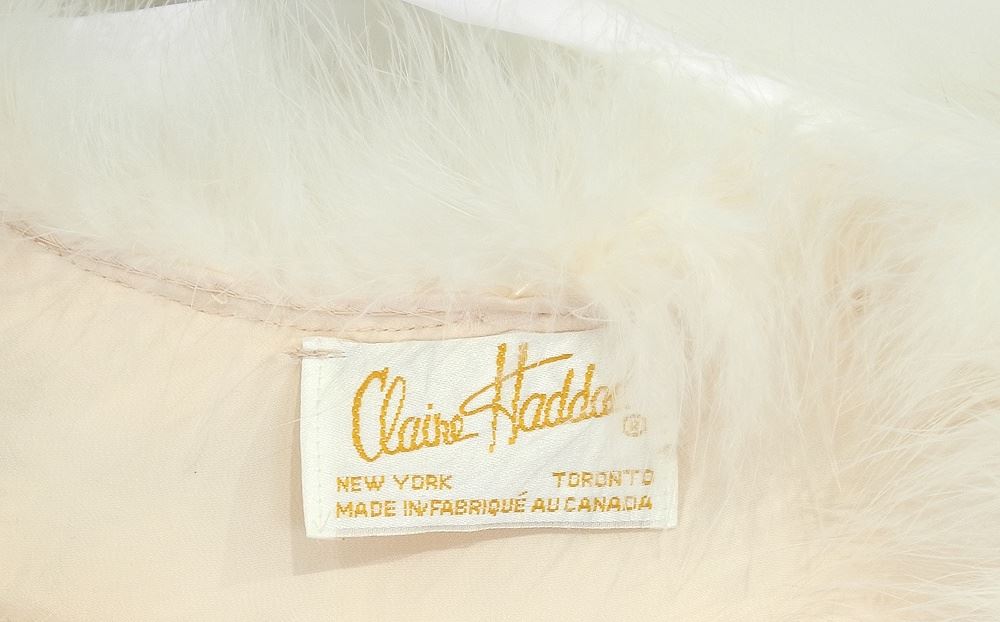 Claire Hadda
®
NEW YORK TORONTO
MADE IN/FABRIQUÉ AU CANADA